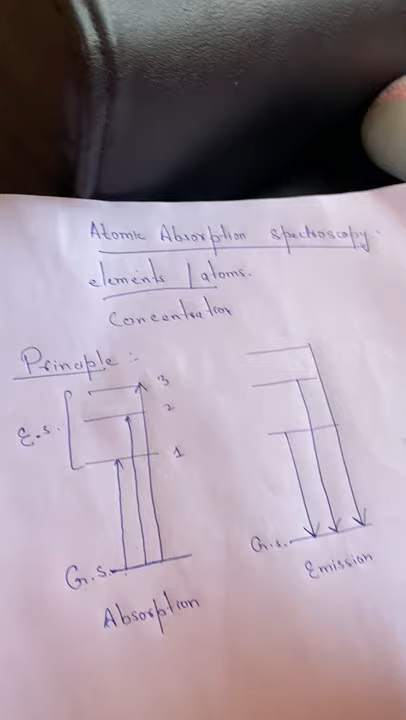 Atomic Absorption spectroscopy.
elements / atoms.
Concentration
Principle :-
3
E.s.
2
1
G.s.
Absorption
G.s.
Emission